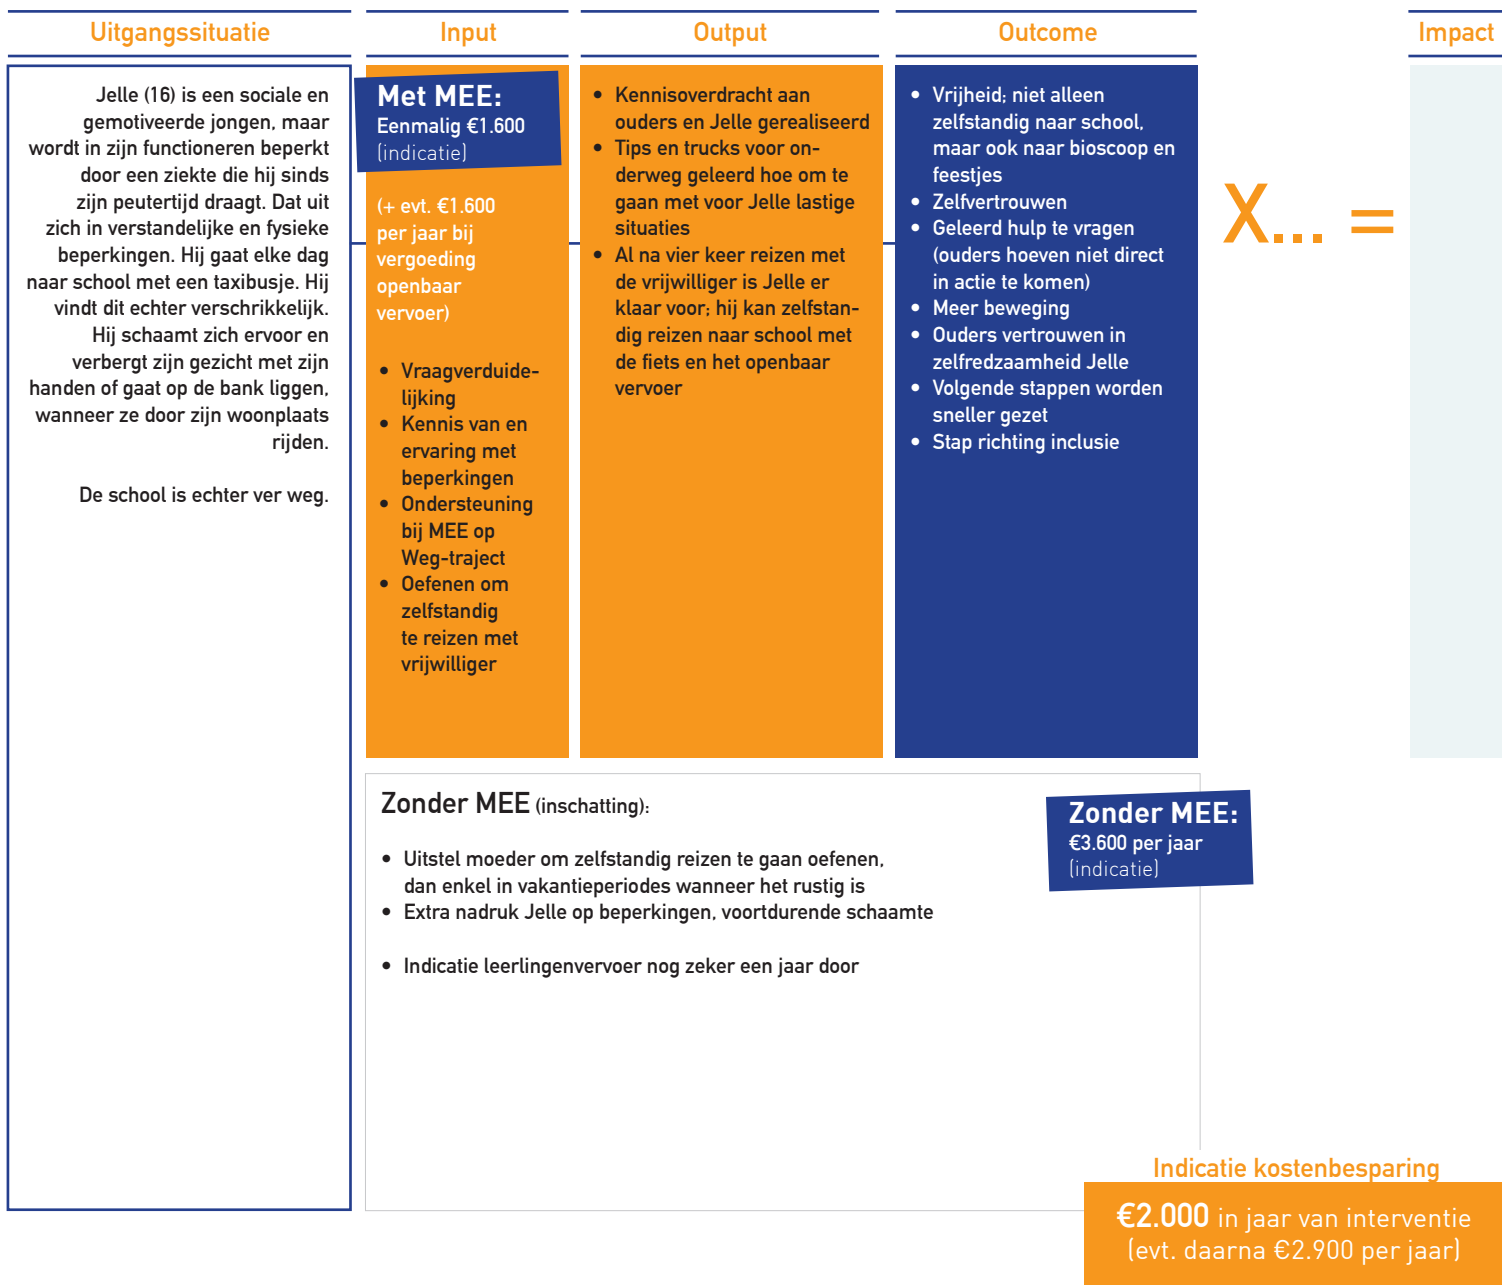 Uitgangssituatie
Jelle (16) is een sociale en
gemotiveerde jongen, maar
wordt in zijn functioneren beperkt
door een ziekte die hij sinds
zijn peutertijd draagt. Dat uit
zich in verstandelijke en fysieke
beperkingen. Hij gaat elke dag
naar school met een taxibusje. Hij
vindt dit echter verschrikkelijk.
Hij schaamt zich ervoor en
verbergt zijn gezicht met zijn
handen of gaat op de bank liggen,
wanneer ze door zijn woonplaats
rijden.
De school is echter ver weg.
Input
Met MEE:
Eenmalig €1.600
(indicatie)
(+ evt. €1.600
per jaar bij
vergoeding
openbaar
vervoer)
• Vraagverduide-
lijking
• Kennis van en
ervaring met
beperkingen
• Ondersteuning
bij MEE op
Weg-traject
• Oefenen om
zelfstandig
te reizen met
vrijwilliger
Output
• Kennisoverdracht aan
ouders en Jelle gerealiseerd
• Tips en trucks voor on-
derweg geleerd hoe om te
gaan met voor Jelle lastige
situaties
• Al na vier keer reizen met
de vrijwilliger is Jelle er
klaar voor; hij kan zelfstan-
dig reizen naar school met
de fiets en het openbaar
vervoer
Outcome
• Vrijheid; niet alleen
zelfstandig naar school,
maar ook naar bioscoop en
feestjes
• Zelfvertrouwen
• Geleerd hulp te vragen
(ouders hoeven niet direct
in actie te komen)
• Meer beweging
• Ouders vertrouwen in
zelfredzaamheid Jelle
• Volgende stappen worden
sneller gezet
• Stap richting inclusie
X... =
Impact
Zonder MEE (inschatting):
• Uitstel moeder om zelfstandig reizen te gaan oefenen,
dan enkel in vakantieperiodes wanneer het rustig is
• Extra nadruk Jelle op beperkingen, voortdurende schaamte
• Indicatie leerlingenvervoer nog zeker een jaar door
Zonder MEE:
€3.600 per jaar
(indicatie)
Indicatie kostenbesparing
€2.000 in jaar van interventie
(evt. daarna €2.900 per jaar)